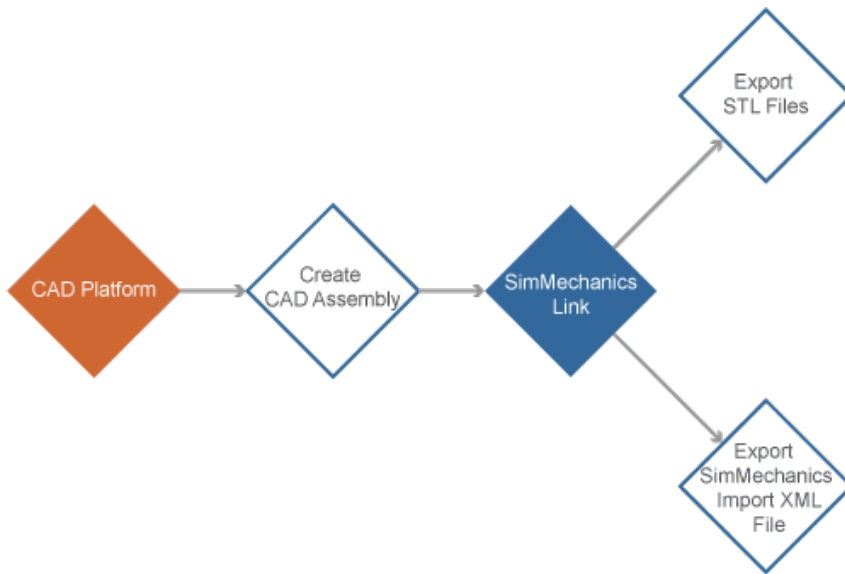 Export
STL Files
CAD Platform
Create
CAD Assembly
SimMechanics
Link
Export
SimMechanics
Import XML
File